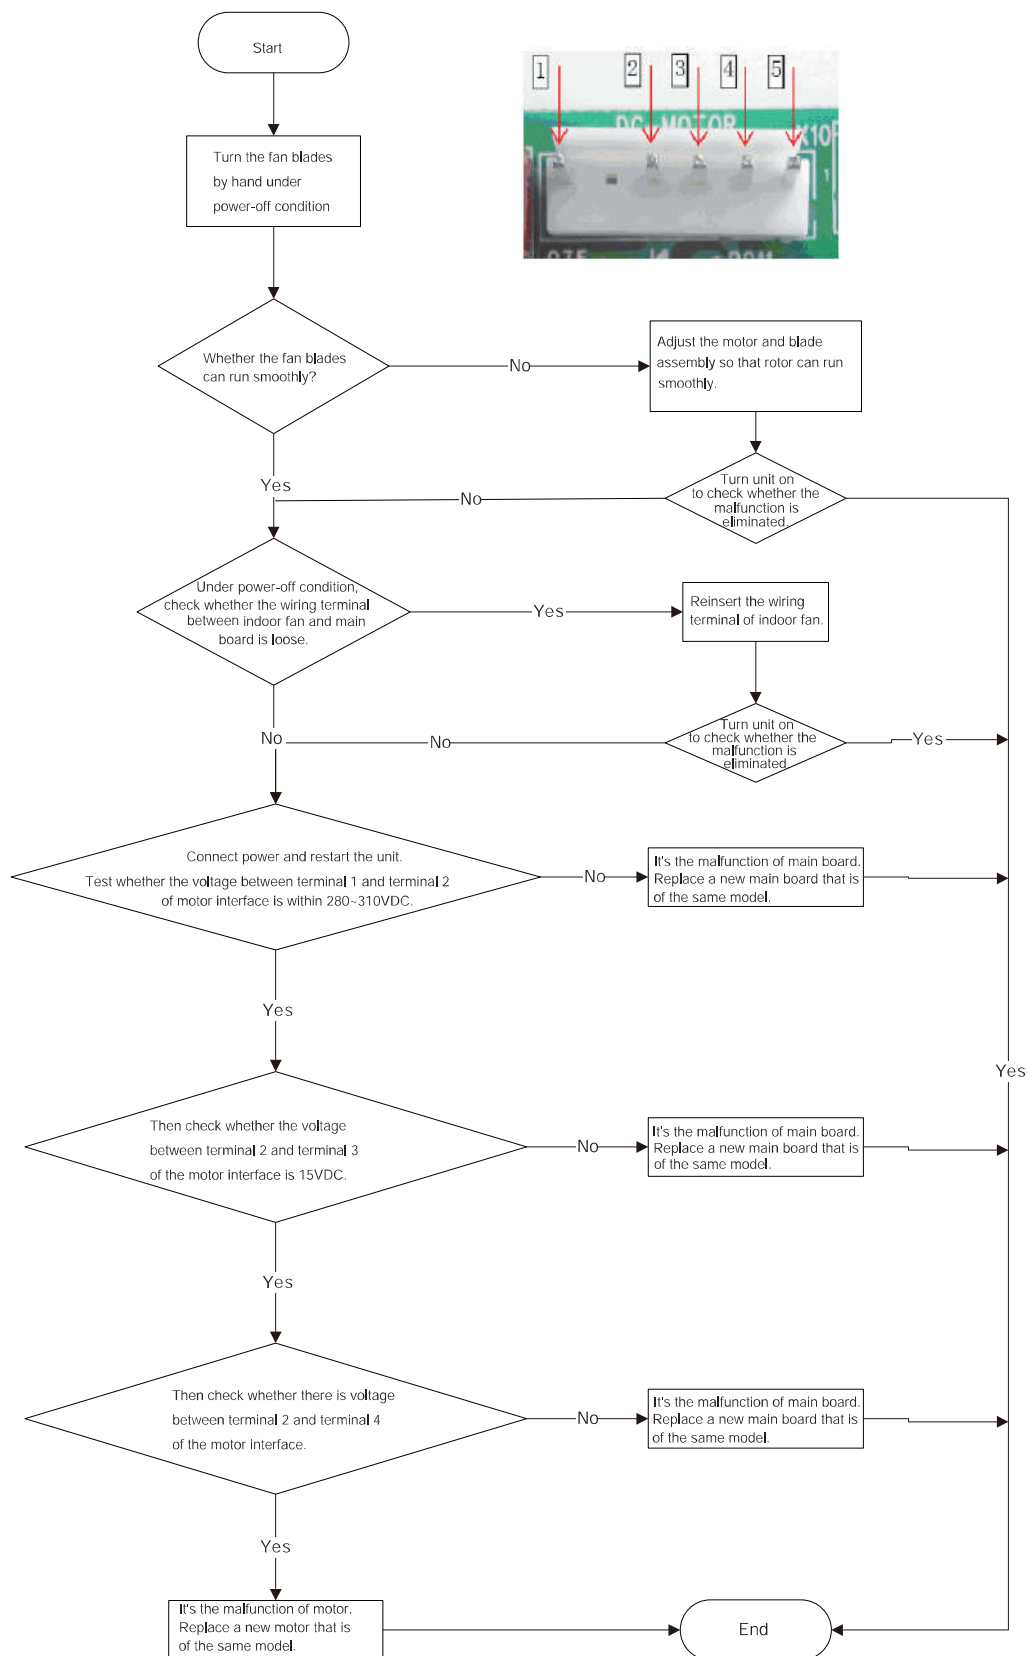 Start
1
2
3
4
5
DC MOTOR
Turn the fan blades
by hand under
power-off condition
Whether the fan blades
can run smoothly?
No
Adjust the motor and blade
assembly so that rotor can run
smoothly.
Yes
No
Turn unit on
to check whether the
malfunction is
eliminated.
Under power-off condition,
check whether the wiring terminal
between indoor fan and main
board is loose.
Yes
Reinsert the wiring
terminal of indoor fan.
No
No
Turn unit on
to check whether the
malfunction is
eliminated
Yes
Connect power and restart the unit.
Test whether the voltage between terminal 1 and terminal 2
of motor interface is within 280~310VDC.
No
It's the malfunction of main board.
Replace a new main board that is
of the same model.
Yes
Yes
Then check whether the voltage
between terminal 2 and terminal 3
of the motor interface is 15VDC.
No
It's the malfunction of main board.
Replace a new main board that is
of the same model.
Yes
Then check whether there is voltage
between terminal 2 and terminal 4
of the motor interface.
No
It's the malfunction of main board.
Replace a new main board that is
of the same model.
Yes
It's the malfunction of motor.
Replace a new motor that is
of the same model.
End